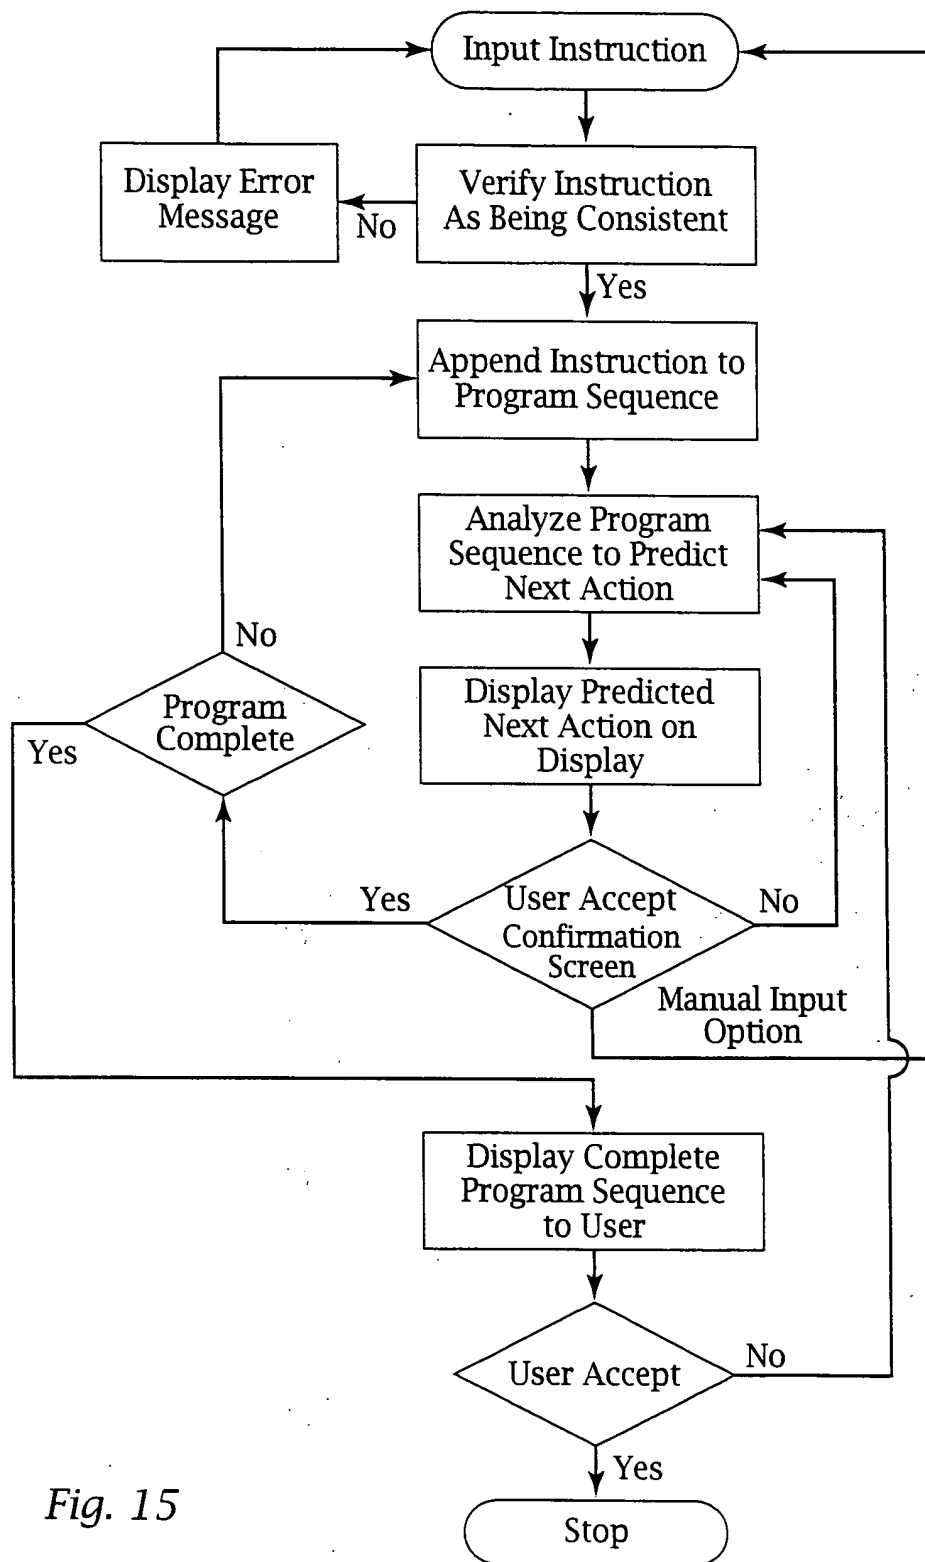 Input Instruction
Display Error
Message
Verify Instruction
As Being Consistent
No
Yes
Append Instruction to
Program Sequence
Analyze Program
Sequence to Predict
Next Action
No
Program
Complete
Yes
Display Predicted
Next Action on
Display
Yes
User Accept
Confirmation
Screen
No
Manual Input
Option
Display Complete
Program Sequence
to User
User Accept
No
Yes
Stop
Fig. 15